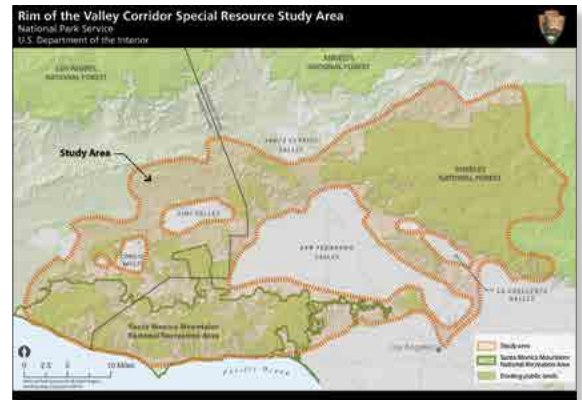 Rim of the Valley Corridor Special Resource Study Area
National Park Service
U.S. Department of the Interior
LOS PADRES
NATIONAL FOREST
ANGELES
NATIONAL FOREST
Study Area
SANTA CLARITA
VALLEY
ANGELES
NATIONAL FOREST
SIMI VALLEY
CONEJO
VALLEY
SAN FERNANDO
VALLEY
LA CRESCENTA
VALLEY
Santa Monica Mountains
National Recreation Area
Los Angeles
Pacific Ocean
0 2.5 5 10 Miles
Study area
Santa Monica Mountains
National Recreation Area
Existing public lands